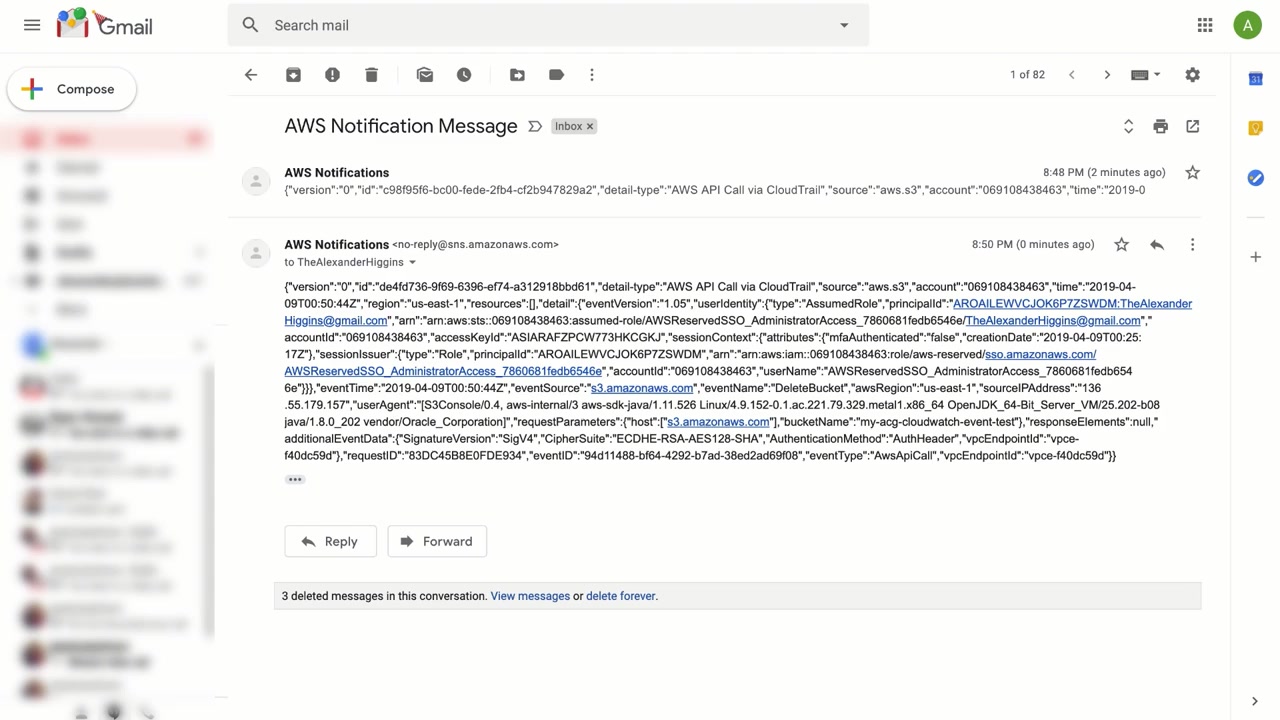 Gmail
Search mail
A
Compose
1 of 82
31
AWS Notification Message
Inbox ×
AWS Notifications
8:48 PM (2 minutes ago)
{"version":"0","id":"c98f95f6-bc00-fede-2fb4-cf2b947829a2","detail-type":"AWS API Call via CloudTrail","source":"aws.s3","account":"069108438463","time":"2019-0
AWS Notifications <no-reply@sns.amazonaws.com>
8:50 PM (0 minutes ago)
to TheAlexanderHiggins
{"version":"0","id":"de4fd736-9f69-6396-ef74-a312918bbd61","detail-type":"AWS API Call via CloudTrail","source":"aws.s3","account":"069108438463","time":"2019-04-
09T00:50:44Z","region":"us-east-1","resources":[],"detail":{"eventVersion":"1.05","userIdentity":{"type":"AssumedRole","principalId":"AROAILEWVCJOK6P7ZSWDM:TheAlexander
Higgins@gmail.com","arn":"arn:aws:sts::069108438463:assumed-role/AWSReservedSSO_AdministratorAccess_7860681fedb6546e/TheAlexanderHiggins@gmail.com","
accountId":"069108438463","accessKeyId":"ASIARAFZPCW773HKCGKJ","sessionContext":{"attributes":{"mfaAuthenticated":"false","creationDate":"2019-04-09T00:25:
17Z"},"sessionIssuer":{"type":"Role","principalId":"AROAILEWVCJOK6P7ZSWDM","arn":"arn:aws:iam::069108438463:role/aws-reserved/sso.amazonaws.com/
AWSReservedSSO_AdministratorAccess_7860681fedb6546e","accountId":"069108438463","userName":"AWSReservedSSO_AdministratorAccess_7860681fedb654
6e"}}},"eventTime":"2019-04-09T00:50:44Z","eventSource":"s3.amazonaws.com","eventName":"DeleteBucket","awsRegion":"us-east-1","sourceIPAddress":"136
.55.179.157","userAgent":"[S3Console/0.4, aws-internal/3 aws-sdk-java/1.11.526 Linux/4.9.152-0.1.ac.221.79.329.metal1.x86_64 OpenJDK_64-Bit_Server_VM/25.202-b08
java/1.8.0_202 vendor/Oracle_Corporation]","requestParameters":{"host":["s3.amazonaws.com"],"bucketName":"my-acg-cloudwatch-event-test"},"responseElements":null,"
additionalEventData":{"SignatureVersion":"SigV4","CipherSuite":"ECDHE-RSA-AES128-SHA","AuthenticationMethod":"AuthHeader","vpcEndpointId":"vpce-
f40dc59d"},"requestID":"83DC45B8E0FDE934","eventID":"94d11488-bf64-4292-b7ad-38ed2ad69f08","eventType":"AwsApiCall","vpcEndpointId":"vpce-f40dc59d"}}
Reply
Forward
3 deleted messages in this conversation. View messages or delete forever.